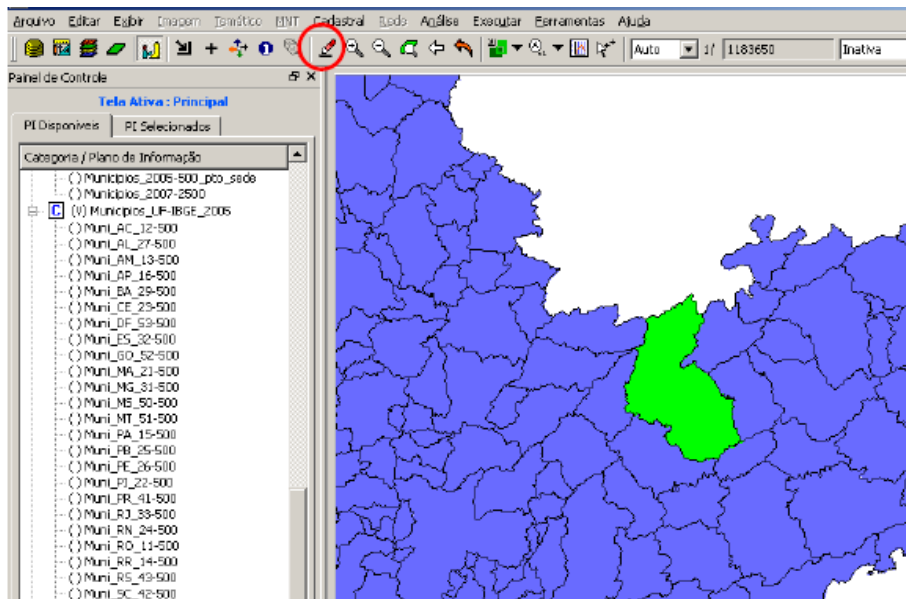 Arquivo Editar Exibir Imagem Temático MNT Cadastral Rede Análise Executar Ferramentas Ajuda
Auto 1/ 1183650 Inativa
Painel de Controle
Tela Ativa : Principal
PI Disponíveis PI Selecionados
Categoria / Plano de Informação
( ) Municipios_2005-500_pto_sede
( ) Municipios_2007-2500
C (V) Municipios_UF-IBGE_2005
( ) Muni_AC_12-500
( ) Muni_AL_27-500
( ) Muni_AM_13-500
( ) Muni_AP_16-500
( ) Muni_BA_29-500
( ) Muni_CE_23-500
( ) Muni_DF_53-500
( ) Muni_ES_32-500
( ) Muni_GO_52-500
( ) Muni_MA_21-500
( ) Muni_MG_31-500
( ) Muni_MS_50-500
( ) Muni_MT_51-500
( ) Muni_PA_15-500
( ) Muni_PB_25-500
( ) Muni_PE_26-500
( ) Muni_PI_22-500
( ) Muni_PR_41-500
( ) Muni_RJ_33-500
( ) Muni_RN_24-500
( ) Muni_RO_11-500
( ) Muni_RR_14-500
( ) Muni_RS_43-500
( ) Muni_SC_42-500